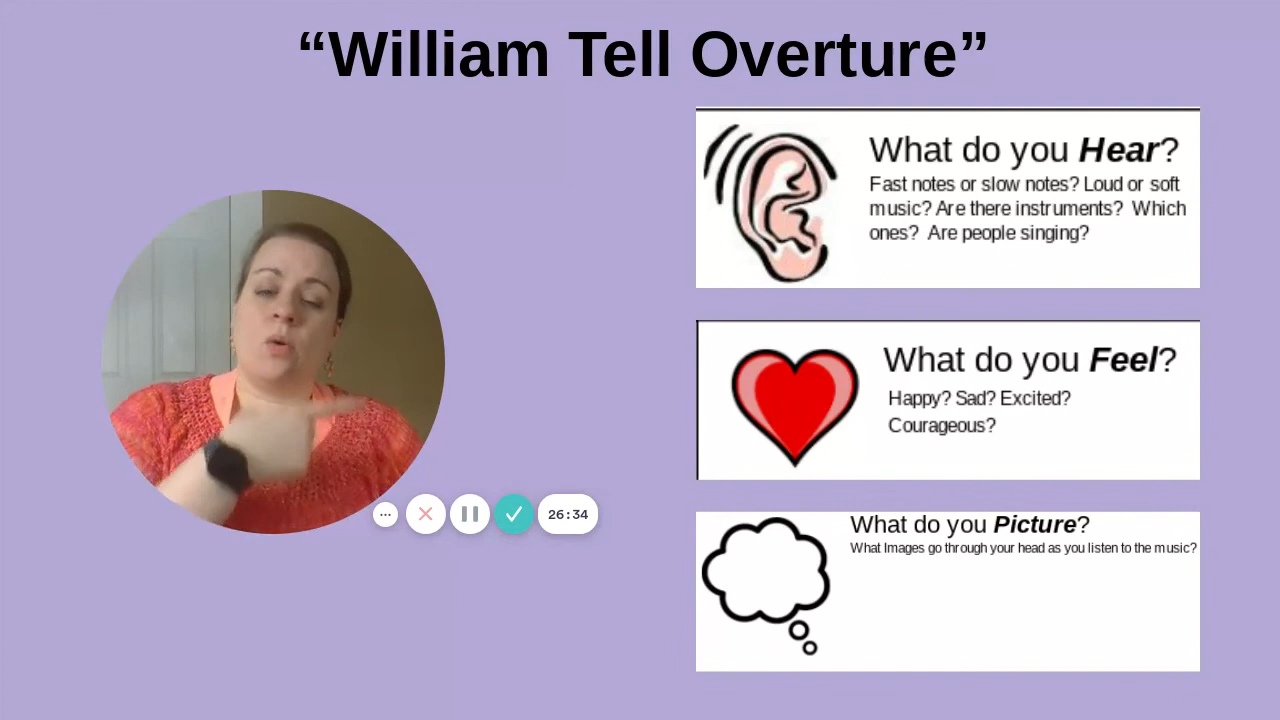 “William Tell Overture”
What do you Hear?
Fast notes or slow notes? Loud or soft
music? Are there instruments?  Which
ones?  Are people singing?
What do you Feel?
Happy? Sad? Excited?
Courageous?
What do you Picture?
What Images go through your head as you listen to the music?
26:34